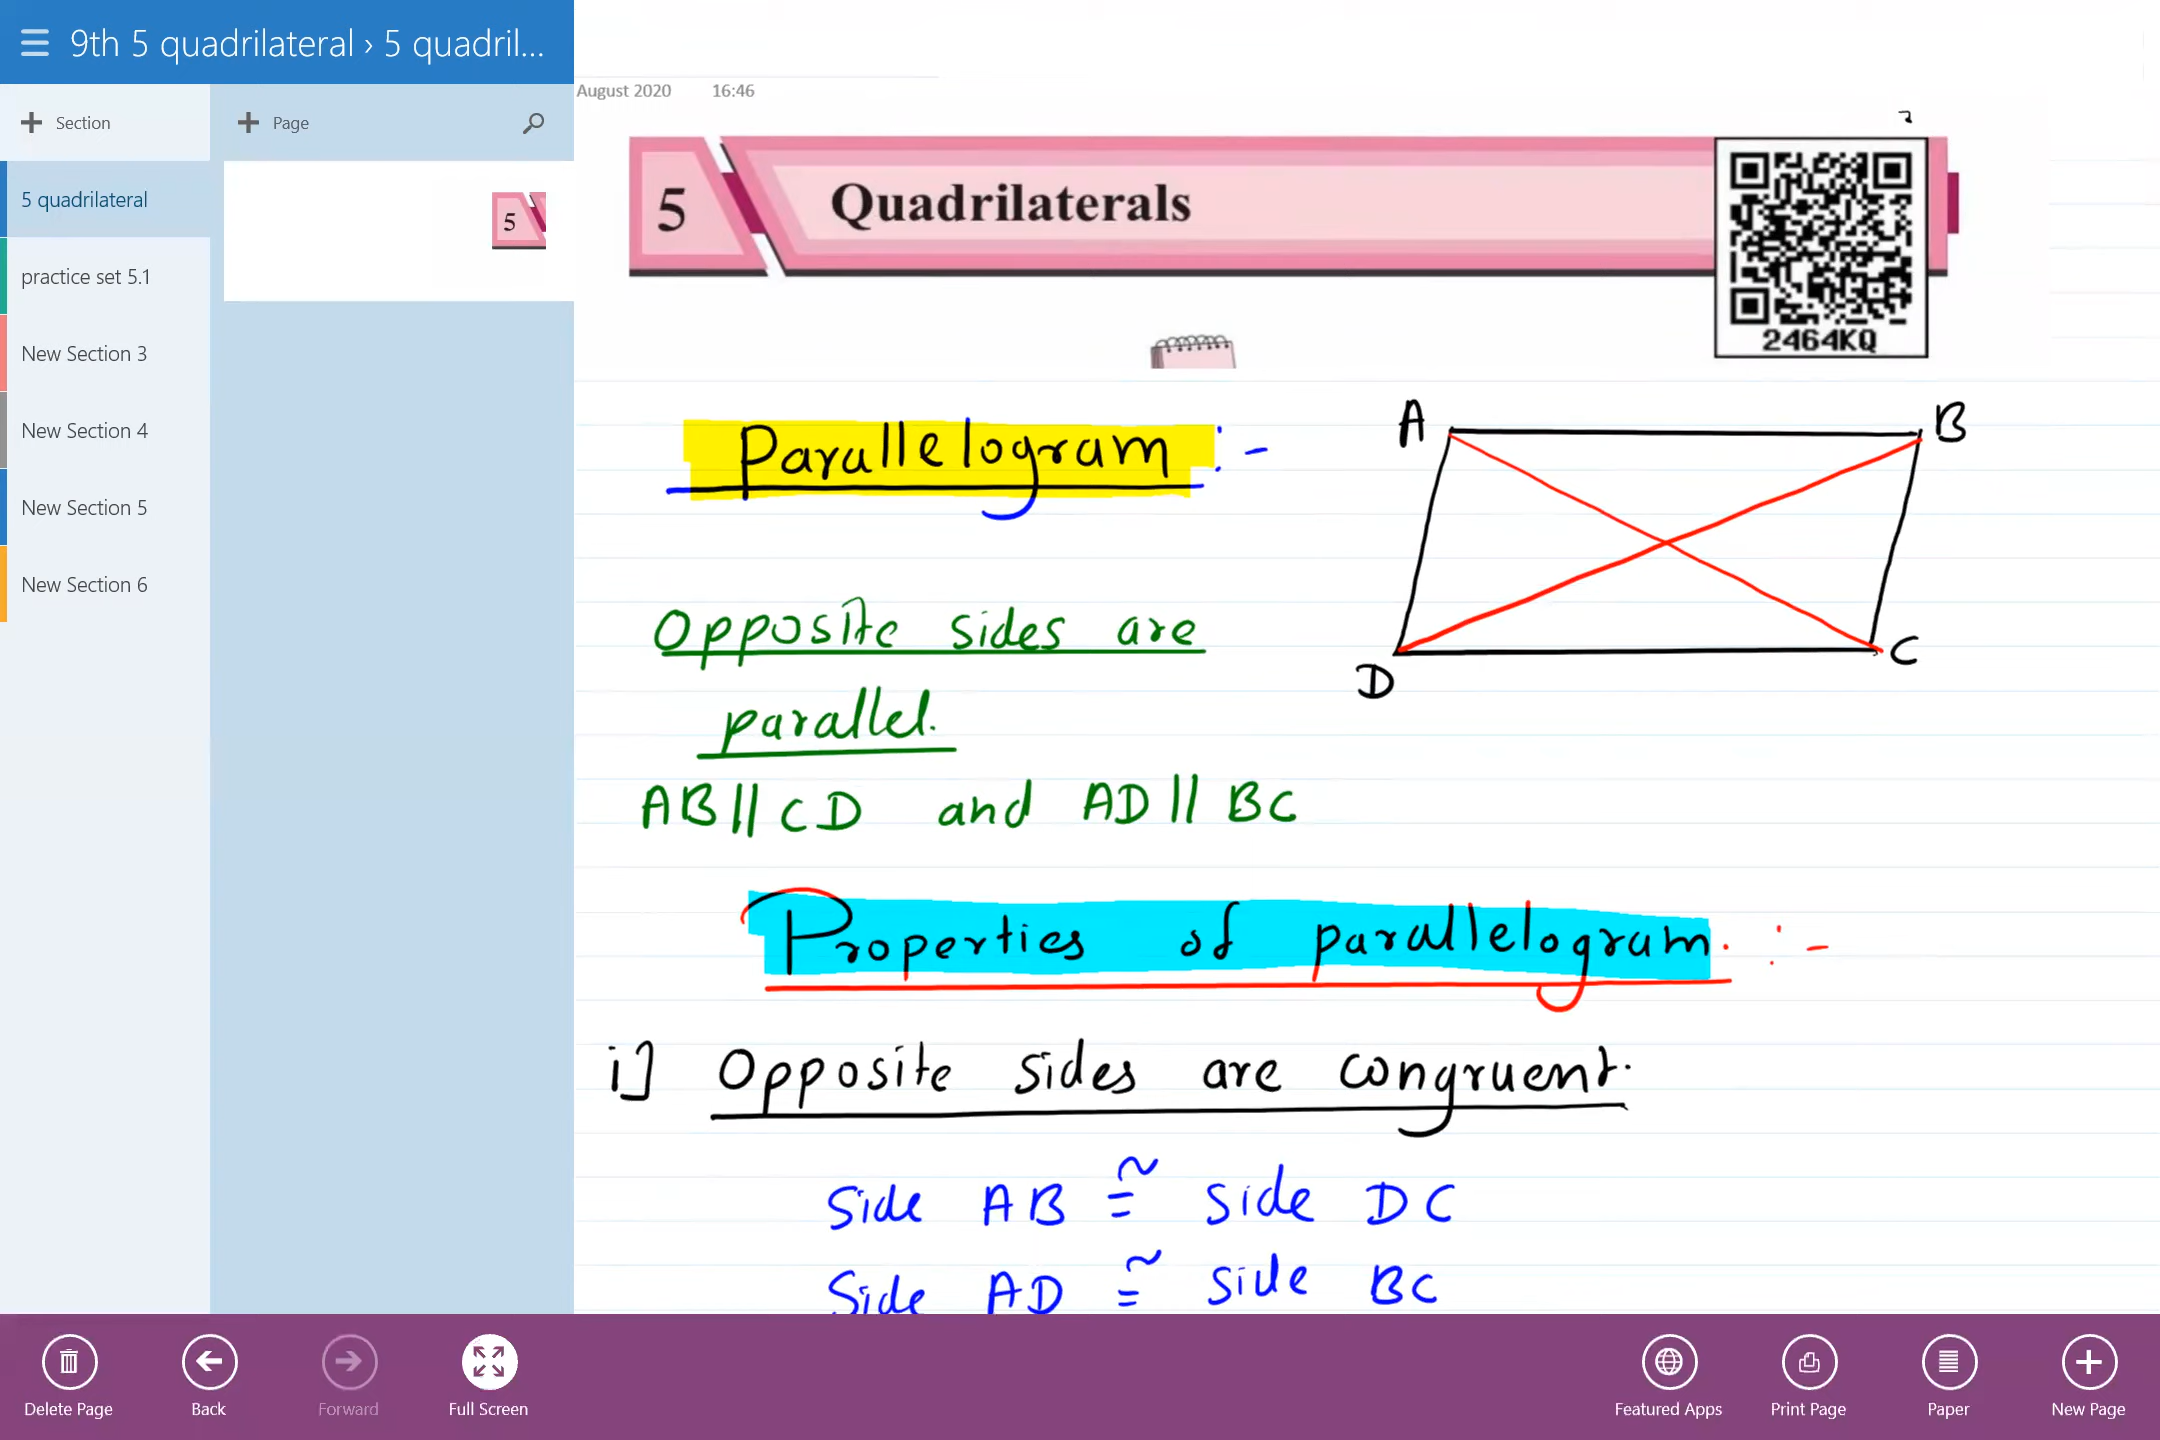 9th 5 quadrilateral › 5 quadril...
Section
Page
5 quadrilateral
practice set 5.1
New Section 3
New Section 4
New Section 5
New Section 6
5
August 2020 16:46
5 Quadrilaterals
2464KQ
Parallelogram :-
A B
D C
Opposite sides are
parallel.
AB || CD and AD || BC
Properties of parallelogram. :-
i] Opposite sides are congruent.
Side AB ≅ side DC
Side AD ≅ side BC
Delete Page
Back
Forward
Full Screen
Featured Apps
Print Page
Paper
New Page